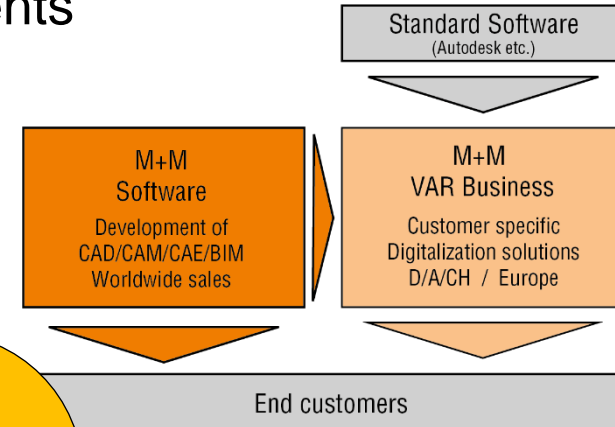 ents
Standard Software
(Autodesk etc.)
M+M
Software
Development of
CAD/CAM/CAE/BIM
Worldwide sales
M+M
VAR Business
Customer specific
Digitalization solutions
D/A/CH / Europe
End customers